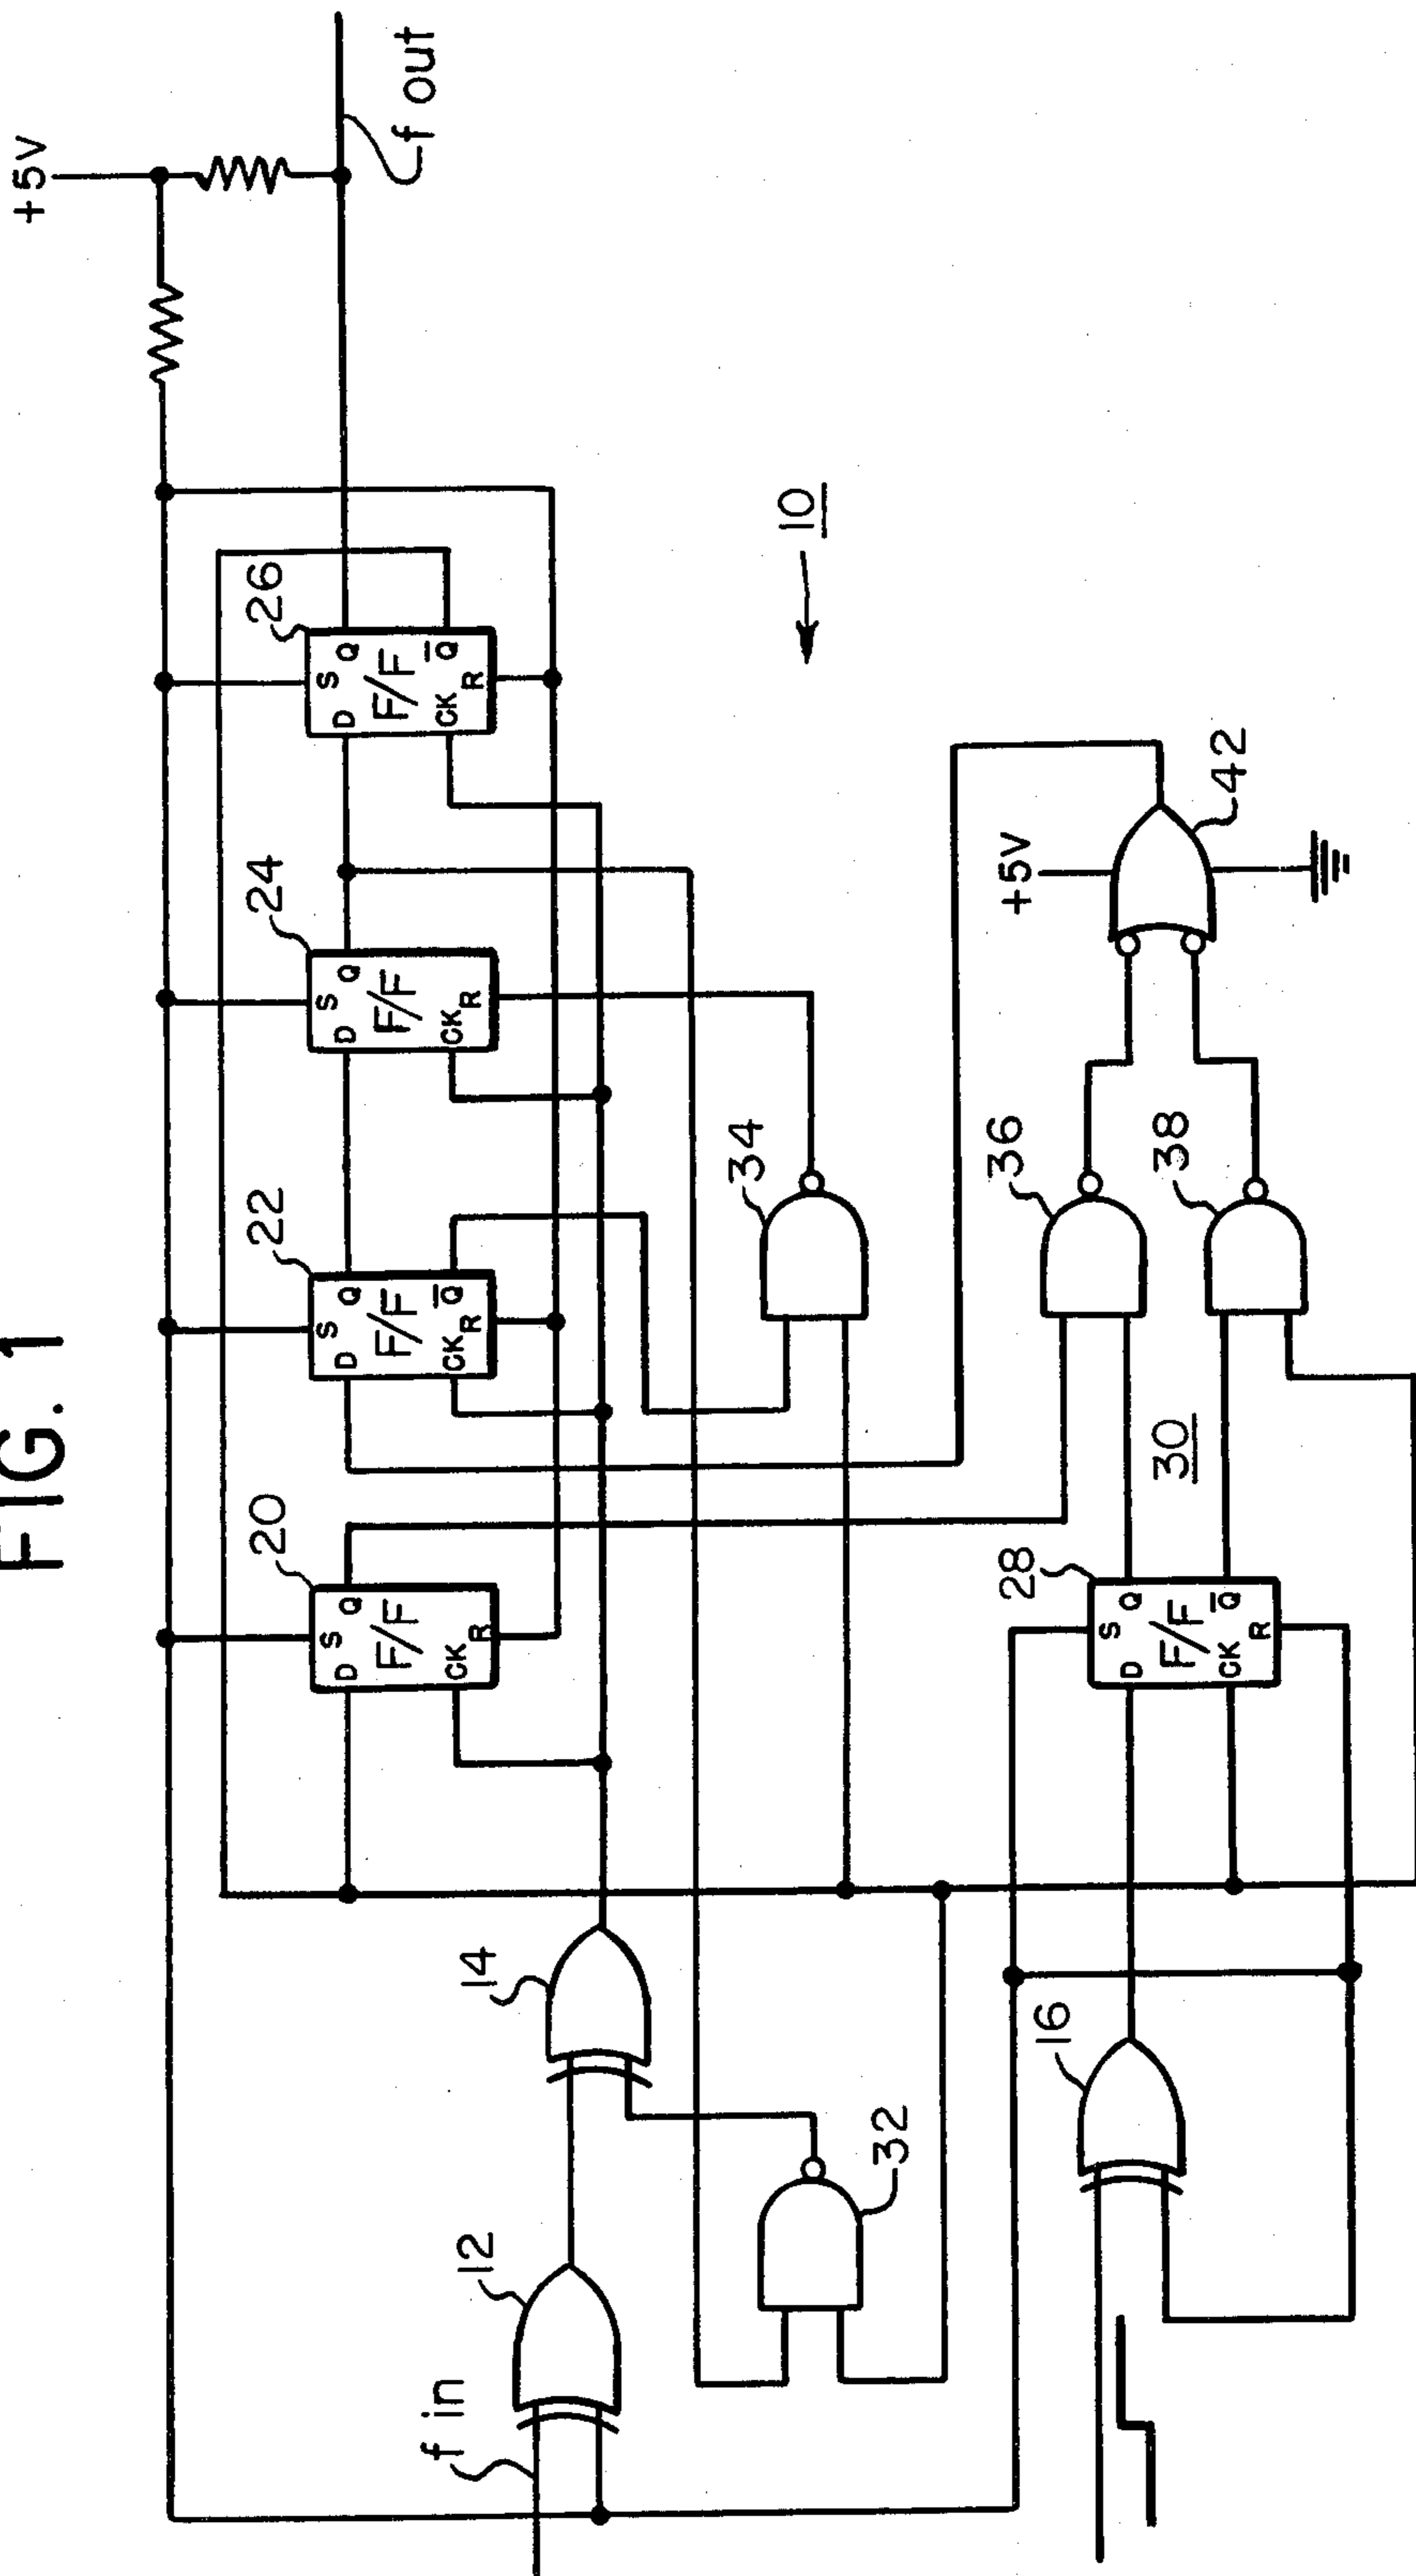 FIG. 1
+5V
f out
20
S
D
Q
F/F
CK
R
22
S
D
Q
F/F
CK
Q̅
R
24
S
D
Q
F/F
CK
R
26
S
D
Q
F/F
CK
Q̅
R
10
14
12
f in
32
34
36
38
30
+5V
42
28
S
D
Q
F/F
CK
Q̅
R
16